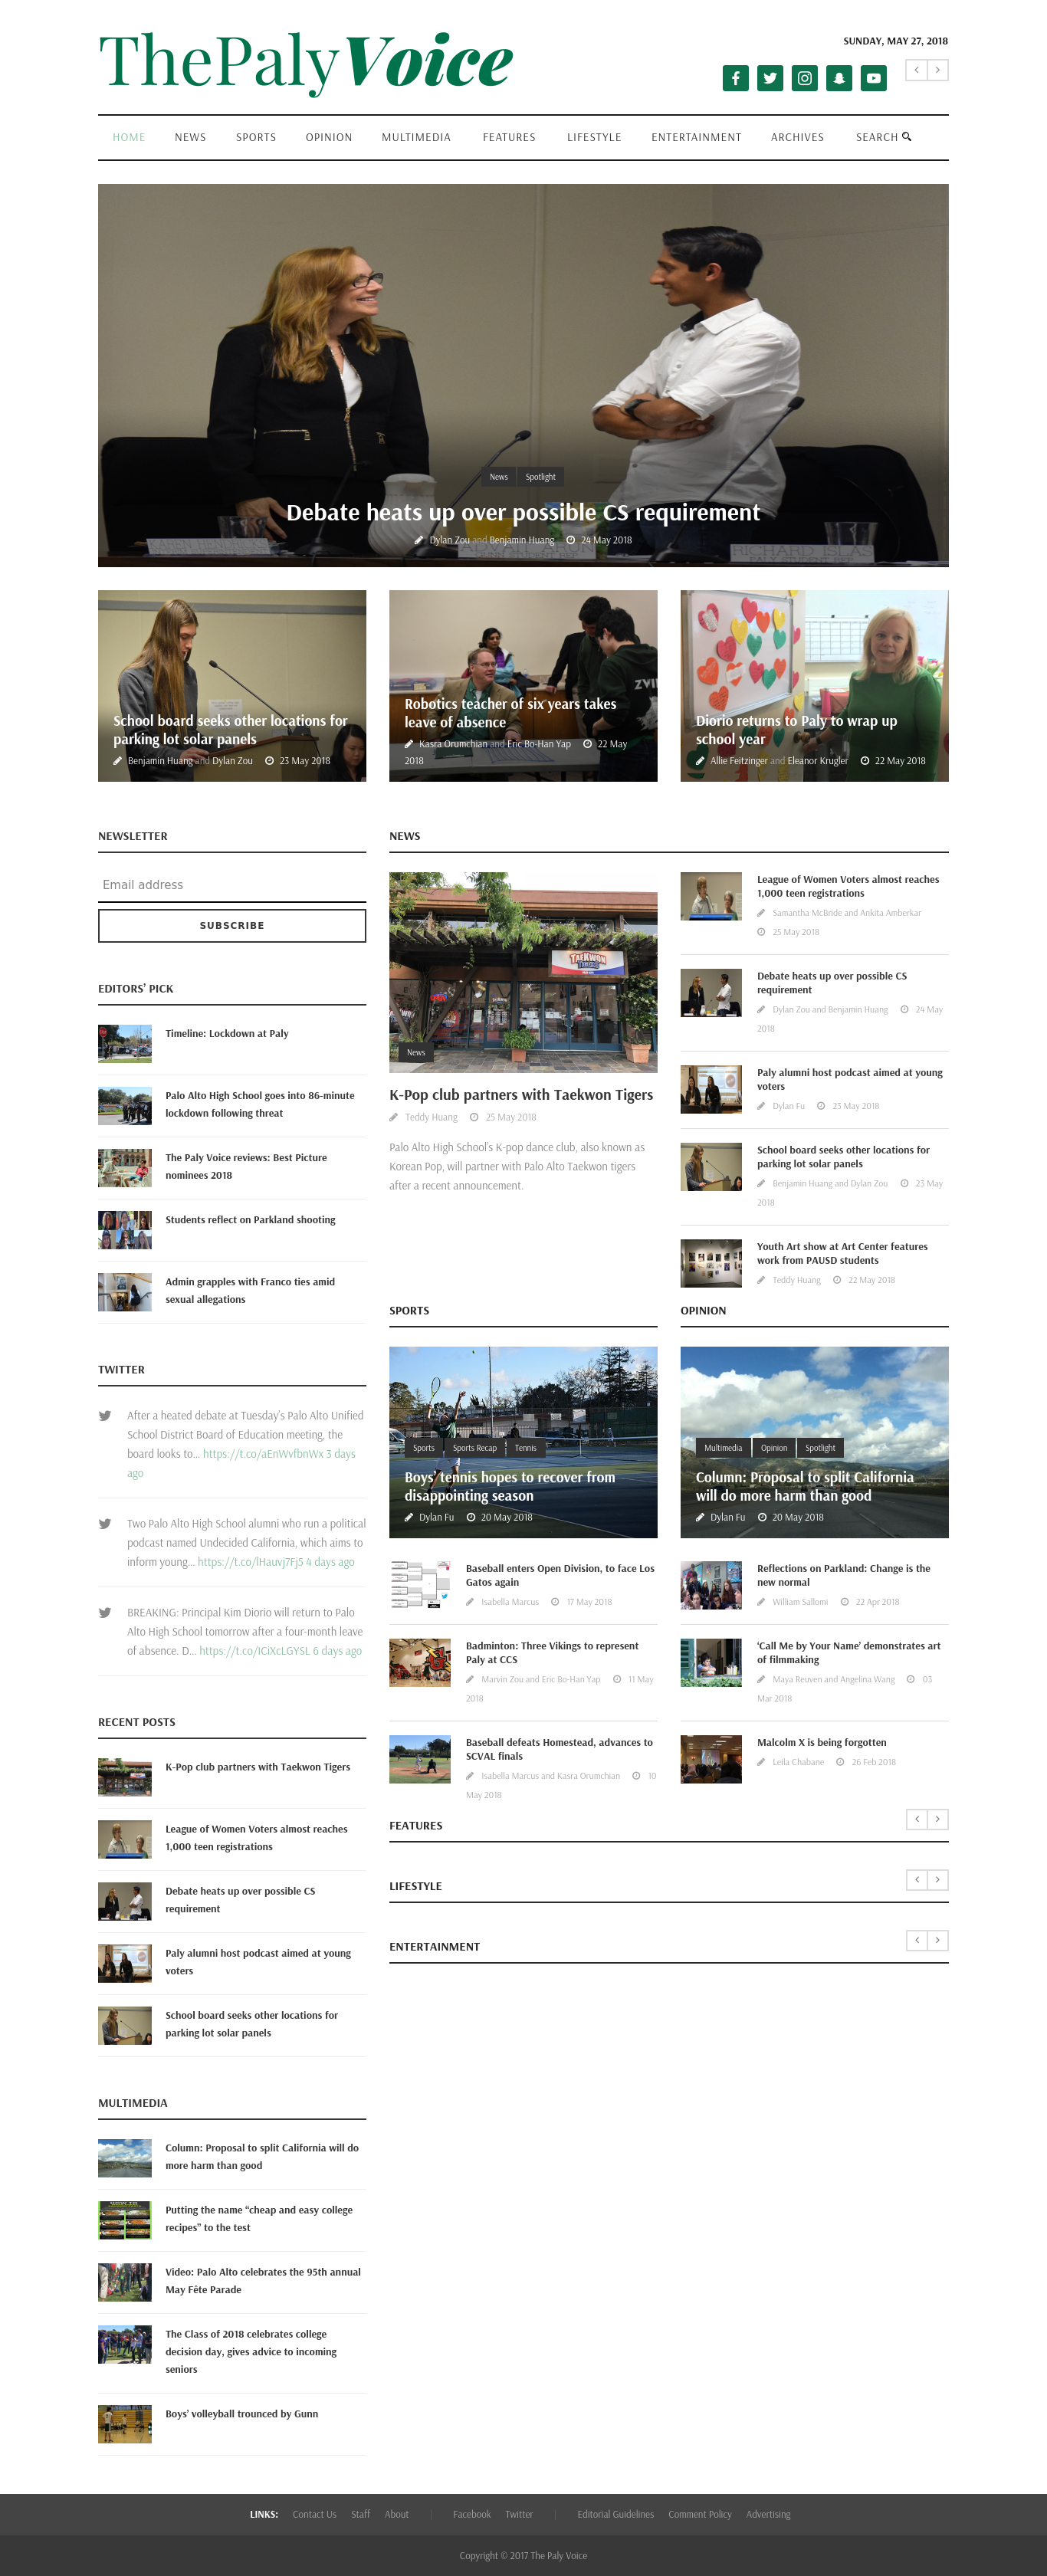 ThePalyVoice
SUNDAY, MAY 27, 2018
HOME NEWS SPORTS OPINION MULTIMEDIA FEATURES LIFESTYLE ENTERTAINMENT ARCHIVES SEARCH
News Spotlight
Debate heats up over possible CS requirement
Dylan Zou and Benjamin Huang 24 May 2018
School board seeks other locations for
parking lot solar panels
Benjamin Huang and Dylan Zou 23 May 2018
Robotics teacher of six years takes
leave of absence
Kasra Orumchian and Eric Bo-Han Yap 22 May
2018
Diorio returns to Paly to wrap up
school year
Allie Feitzinger and Eleanor Krugler 22 May 2018
NEWSLETTER
Email address
SUBSCRIBE
EDITORS’ PICK
Timeline: Lockdown at Paly
Palo Alto High School goes into 86-minute
lockdown following threat
The Paly Voice reviews: Best Picture
nominees 2018
Students reflect on Parkland shooting
Admin grapples with Franco ties amid
sexual allegations
TWITTER
After a heated debate at Tuesday's Palo Alto Unified
School District Board of Education meeting, the
board looks to... https://t.co/aEnWvfbnWx 3 days
ago
Two Palo Alto High School alumni who run a political
podcast named Undecided California, which aims to
inform young... https://t.co/lHauvj7Fj5 4 days ago
BREAKING: Principal Kim Diorio will return to Palo
Alto High School tomorrow after a four-month leave
of absence. D... https://t.co/ICiXcLGYSL 6 days ago
RECENT POSTS
K-Pop club partners with Taekwon Tigers
League of Women Voters almost reaches
1,000 teen registrations
Debate heats up over possible CS
requirement
Paly alumni host podcast aimed at young
voters
School board seeks other locations for
parking lot solar panels
MULTIMEDIA
Column: Proposal to split California will do
more harm than good
Putting the name “cheap and easy college
recipes” to the test
Video: Palo Alto celebrates the 95th annual
May Fête Parade
The Class of 2018 celebrates college
decision day, gives advice to incoming
seniors
Boys’ volleyball trounced by Gunn
NEWS
TAEKWON
News
K-Pop club partners with Taekwon Tigers
Teddy Huang 25 May 2018
Palo Alto High School's K-pop dance club, also known as
Korean Pop, will partner with Palo Alto Taekwon tigers
after a recent announcement.
League of Women Voters almost reaches
1,000 teen registrations
Samantha McBride and Ankita Amberkar
25 May 2018
Debate heats up over possible CS
requirement
Dylan Zou and Benjamin Huang 24 May
2018
Paly alumni host podcast aimed at young
voters
Dylan Fu 23 May 2018
School board seeks other locations for
parking lot solar panels
Benjamin Huang and Dylan Zou 23 May
2018
Youth Art show at Art Center features
work from PAUSD students
Teddy Huang 22 May 2018
SPORTS
Sports Sports Recap Tennis
Boys’ tennis hopes to recover from
disappointing season
Dylan Fu 20 May 2018
Baseball enters Open Division, to face Los
Gatos again
Isabella Marcus 17 May 2018
Badminton: Three Vikings to represent
Paly at CCS
Marvin Zou and Eric Bo-Han Yap 11 May
2018
Baseball defeats Homestead, advances to
SCVAL finals
Isabella Marcus and Kasra Orumchian 10
May 2018
OPINION
Multimedia Opinion Spotlight
Column: Proposal to split California
will do more harm than good
Dylan Fu 20 May 2018
Reflections on Parkland: Change is the
new normal
William Sallomi 22 Apr 2018
‘Call Me by Your Name’ demonstrates art
of filmmaking
Maya Reuven and Angelina Wang 03
Mar 2018
Malcolm X is being forgotten
Leila Chabane 26 Feb 2018
FEATURES
LIFESTYLE
ENTERTAINMENT
LINKS: Contact Us Staff About | Facebook Twitter | Editorial Guidelines Comment Policy Advertising
Copyright © 2017 The Paly Voice